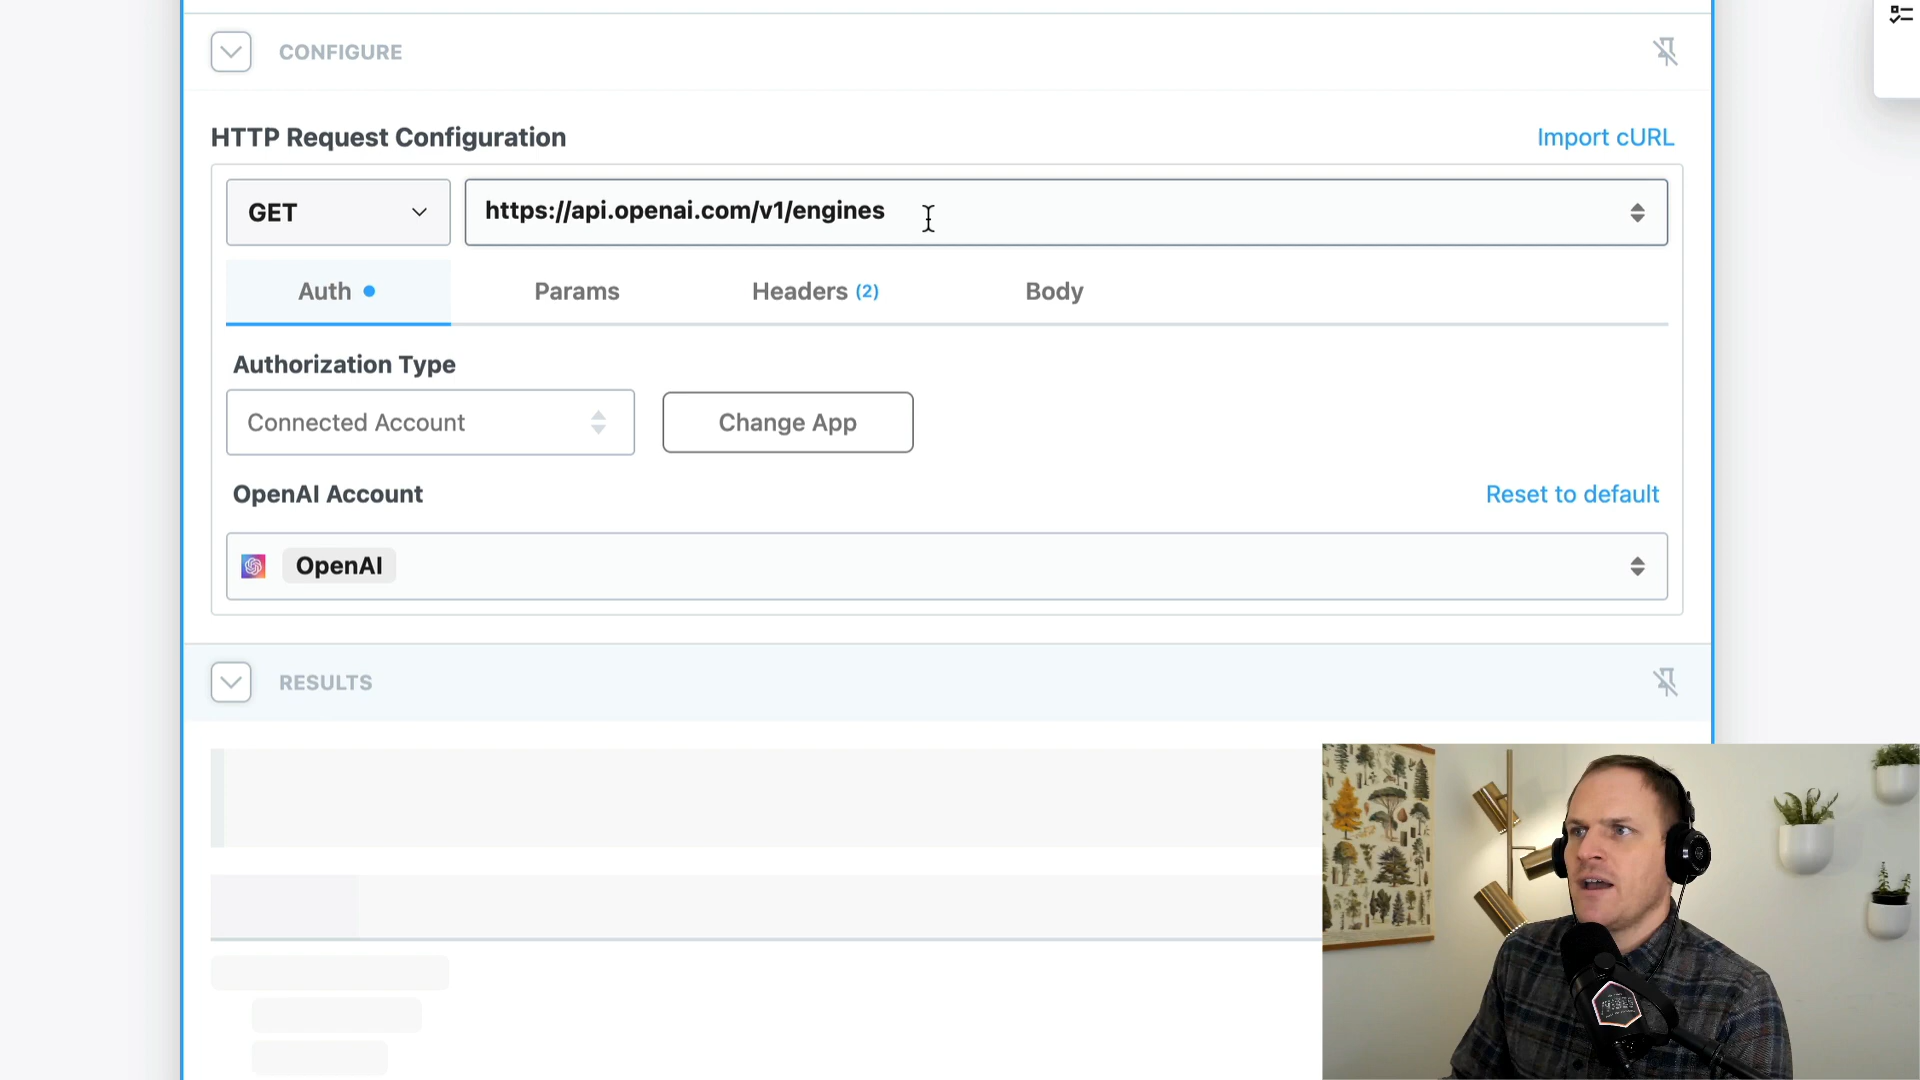 CONFIGURE
HTTP Request Configuration
Import cURL
GET
https://api.openai.com/v1/engines
Auth
Params
Headers (2)
Body
Authorization Type
Connected Account
Change App
OpenAI Account
Reset to default
OpenAI
RESULTS